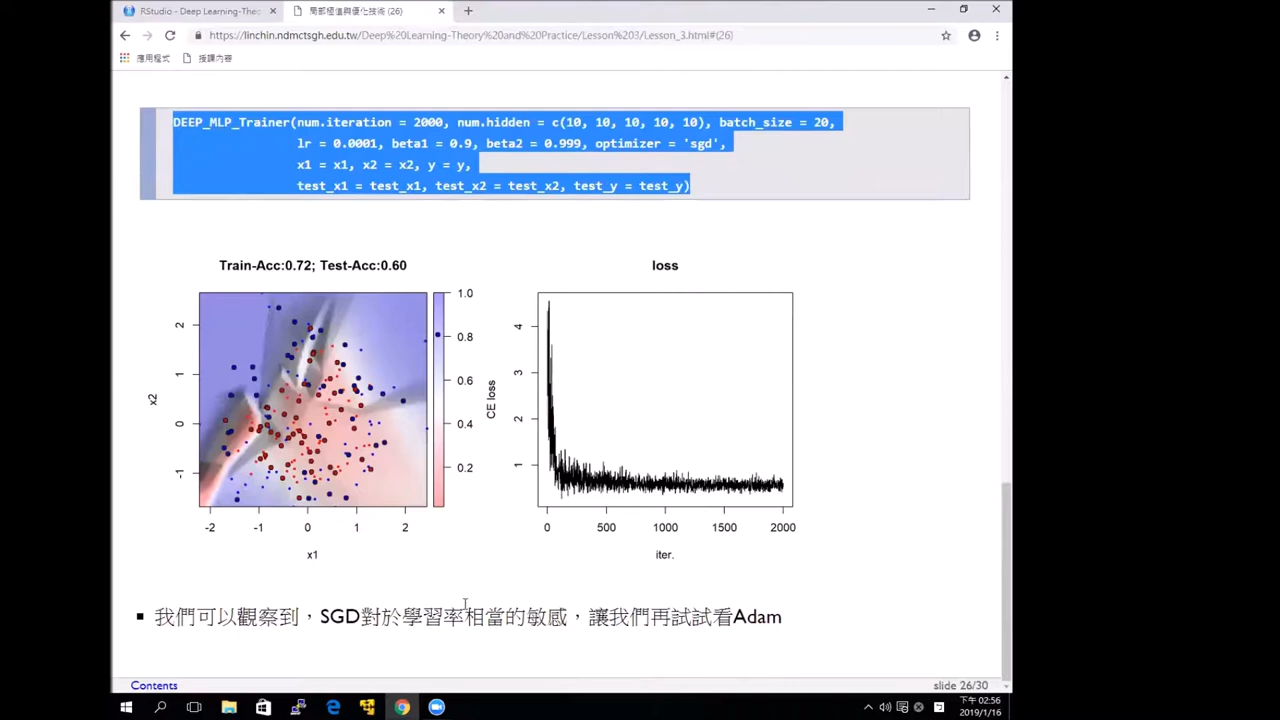 RStudio - Deep Learning-Theo
局部極值與優化技術 (26)
https://linchin.ndmctsgh.edu.tw/Deep%20Learning-Theory%20and%20Practice/Lesson%203/Lesson_3.html#(26)
應用程式
授課內容
DEEP_MLP_Trainer(num.iteration = 2000, num.hidden = c(10, 10, 10, 10, 10), batch_size = 20,
lr = 0.0001, beta1 = 0.9, beta2 = 0.999, optimizer = 'sgd',
x1 = x1, x2 = x2, y = y,
test_x1 = test_x1, test_x2 = test_x2, test_y = test_y)
Train-Acc:0.72; Test-Acc:0.60
loss
2
1
0
-1
x2
-2 -1 0 1 2
x1
1.0
0.8
0.6
0.4
0.2
CE loss
4
3
2
1
0 500 1000 1500 2000
iter.
我們可以觀察到，SGD對於學習率相當的敏感，讓我們再試試看Adam
Contents
slide 26/30
下午 02:56
2019/1/16